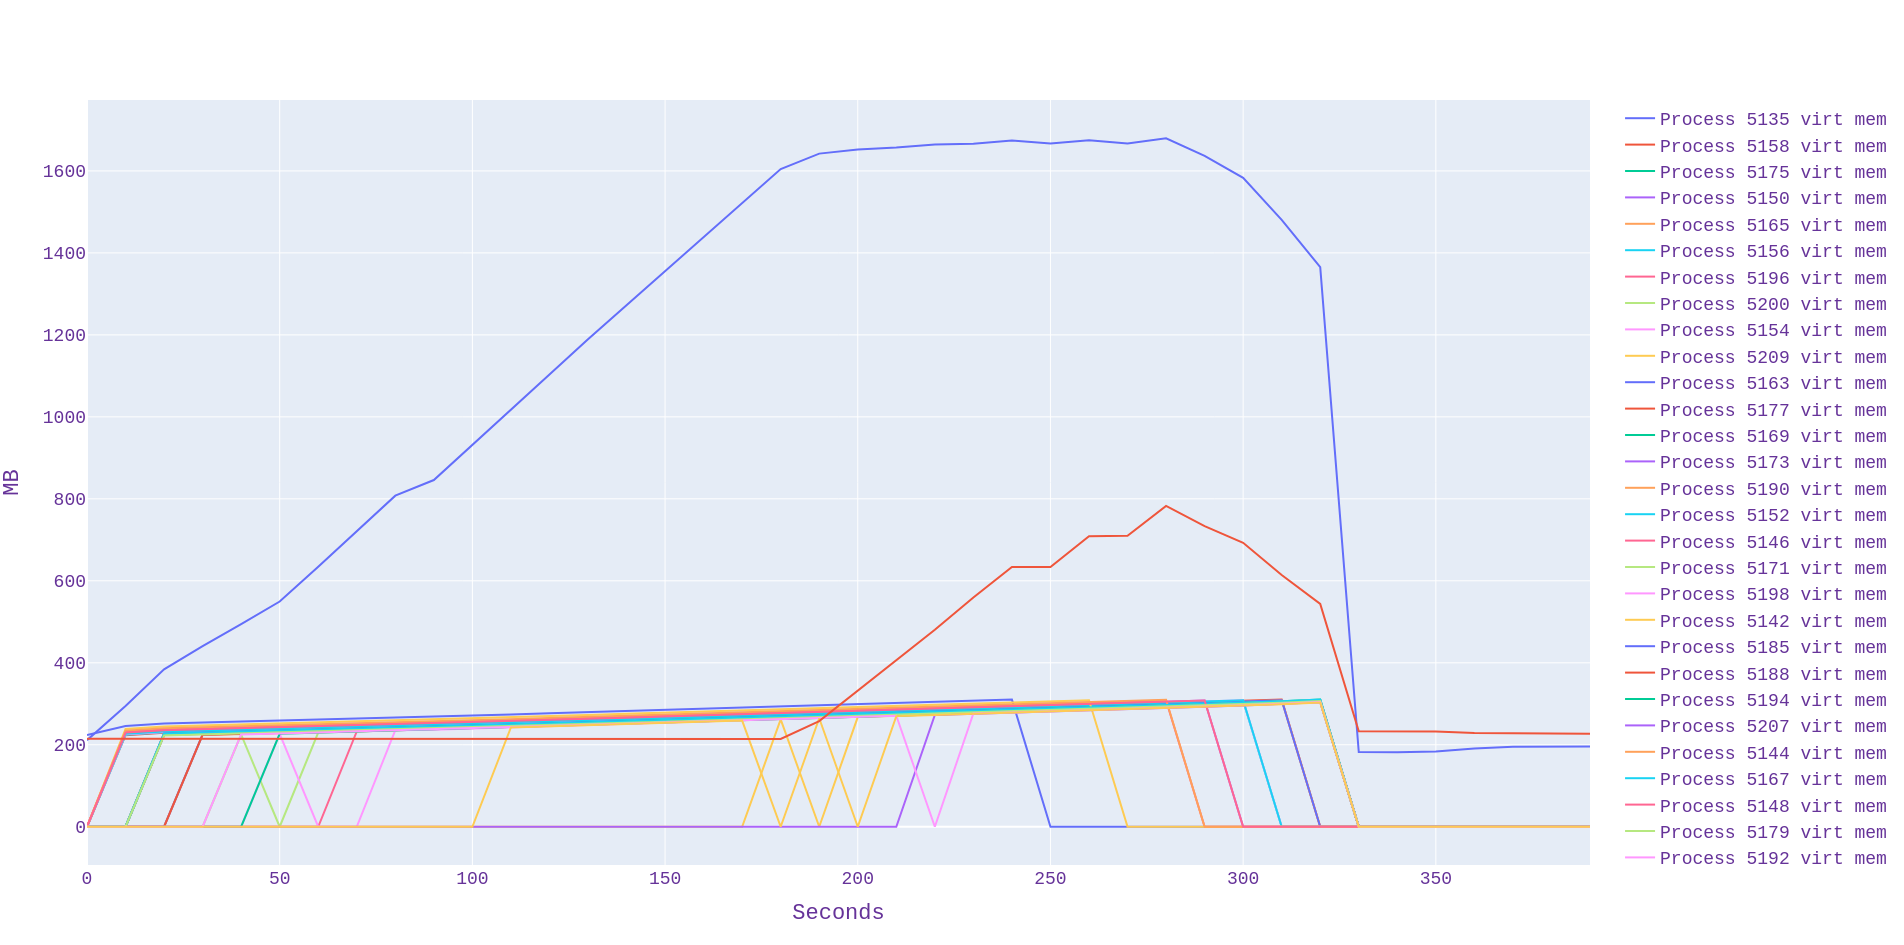 1600
1400
1200
1000
800
600
400
200
0
MB
0 50 100 150 200 250 300 350
Seconds
Process 5135 virt mem
Process 5158 virt mem
Process 5175 virt mem
Process 5150 virt mem
Process 5165 virt mem
Process 5156 virt mem
Process 5196 virt mem
Process 5200 virt mem
Process 5154 virt mem
Process 5209 virt mem
Process 5163 virt mem
Process 5177 virt mem
Process 5169 virt mem
Process 5173 virt mem
Process 5190 virt mem
Process 5152 virt mem
Process 5146 virt mem
Process 5171 virt mem
Process 5198 virt mem
Process 5142 virt mem
Process 5185 virt mem
Process 5188 virt mem
Process 5194 virt mem
Process 5207 virt mem
Process 5144 virt mem
Process 5167 virt mem
Process 5148 virt mem
Process 5179 virt mem
Process 5192 virt mem